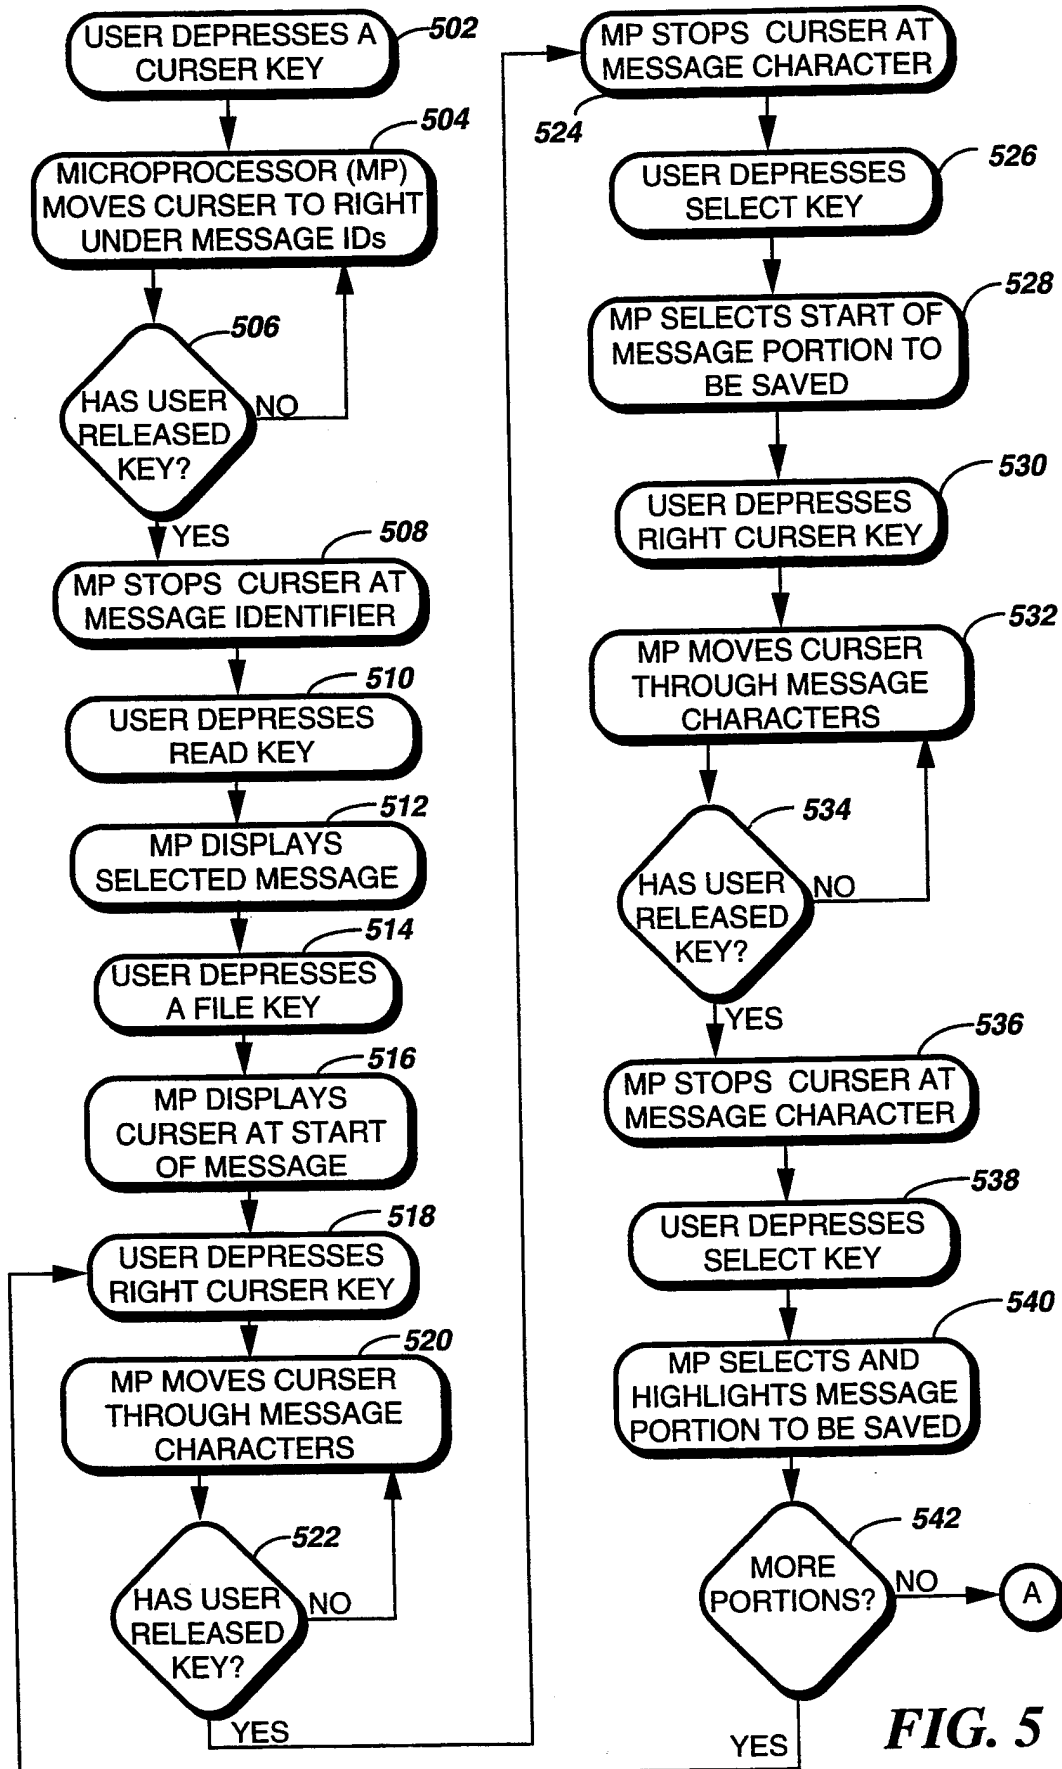 USER DEPRESSES A
CURSER KEY
502
MICROPROCESSOR (MP)
MOVES CURSER TO RIGHT
UNDER MESSAGE IDs
504
HAS USER
RELEASED
KEY?
506
NO
YES
MP STOPS CURSER AT
MESSAGE IDENTIFIER
508
USER DEPRESSES
READ KEY
510
MP DISPLAYS
SELECTED MESSAGE
512
USER DEPRESSES
A FILE KEY
514
MP DISPLAYS
CURSER AT START
OF MESSAGE
516
USER DEPRESSES
RIGHT CURSER KEY
518
MP MOVES CURSER
THROUGH MESSAGE
CHARACTERS
520
HAS USER
RELEASED
KEY?
522
NO
YES
MP STOPS CURSER AT
MESSAGE CHARACTER
524
USER DEPRESSES
SELECT KEY
526
MP SELECTS START OF
MESSAGE PORTION TO
BE SAVED
528
USER DEPRESSES
RIGHT CURSER KEY
530
MP MOVES CURSER
THROUGH MESSAGE
CHARACTERS
532
HAS USER
RELEASED
KEY?
534
NO
YES
MP STOPS CURSER AT
MESSAGE CHARACTER
536
USER DEPRESSES
SELECT KEY
538
MP SELECTS AND
HIGHLIGHTS MESSAGE
PORTION TO BE SAVED
540
MORE
PORTIONS?
542
NO
A
YES
FIG. 5